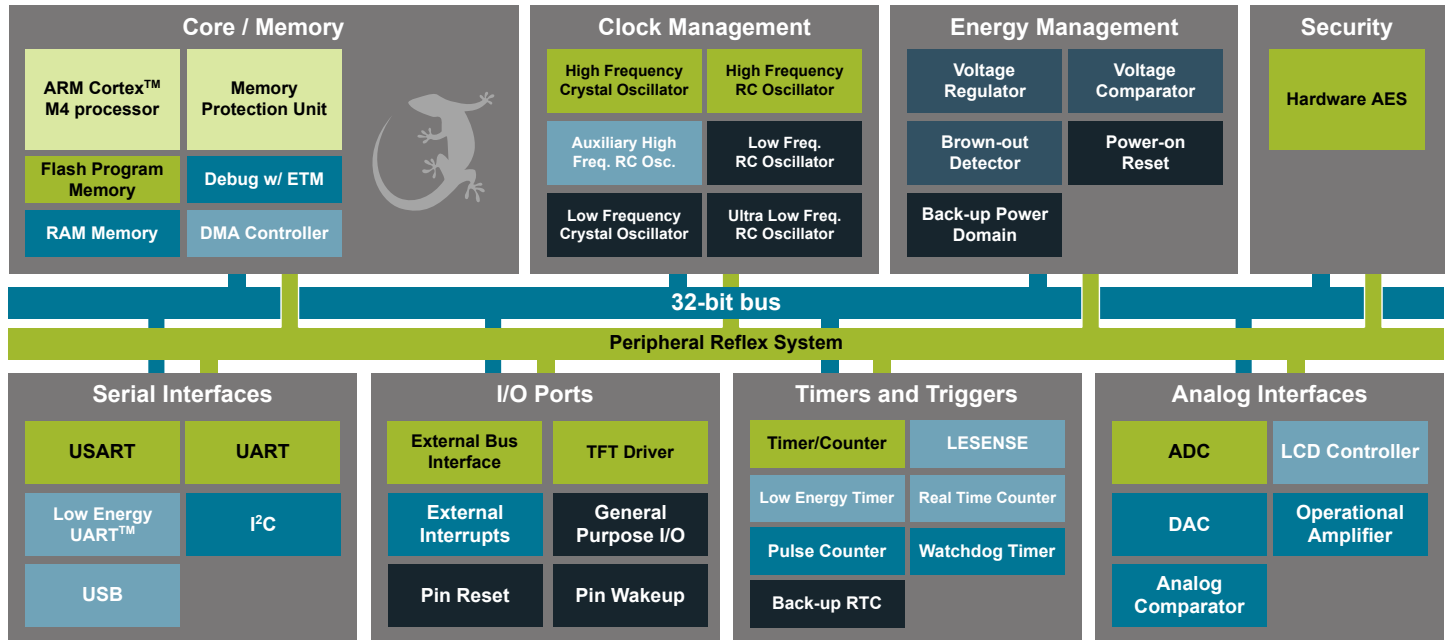 Core / Memory
ARM Cortex™
M4 processor
Memory
Protection Unit
Flash Program
Memory
Debug w/ ETM
RAM Memory
DMA Controller
Clock Management
High Frequency
Crystal Oscillator
High Frequency
RC Oscillator
Auxiliary High
Freq. RC Osc.
Low Freq.
RC Oscillator
Low Frequency
Crystal Oscillator
Ultra Low Freq.
RC Oscillator
Energy Management
Voltage
Regulator
Voltage
Comparator
Brown-out
Detector
Power-on
Reset
Back-up Power
Domain
Security
Hardware AES
32-bit bus
Peripheral Reflex System
Serial Interfaces
USART
UART
Low Energy
UART™
I²C
USB
I/O Ports
External Bus
Interface
TFT Driver
External
Interrupts
General
Purpose I/O
Pin Reset
Pin Wakeup
Timers and Triggers
Timer/Counter
LESENSE
Low Energy Timer
Real Time Counter
Pulse Counter
Watchdog Timer
Back-up RTC
Analog Interfaces
ADC
LCD Controller
DAC
Operational
Amplifier
Analog
Comparator